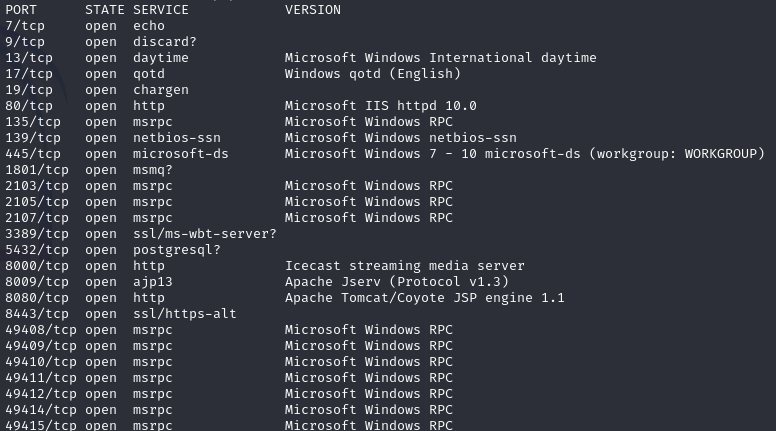 PORT STATE SERVICE VERSION
7/tcp open echo
9/tcp open discard?
13/tcp open daytime Microsoft Windows International daytime
17/tcp open qotd Windows qotd (English)
19/tcp open chargen
80/tcp open http Microsoft IIS httpd 10.0
135/tcp open msrpc Microsoft Windows RPC
139/tcp open netbios-ssn Microsoft Windows netbios-ssn
445/tcp open microsoft-ds Microsoft Windows 7 - 10 microsoft-ds (workgroup: WORKGROUP)
1801/tcp open msmq?
2103/tcp open msrpc Microsoft Windows RPC
2105/tcp open msrpc Microsoft Windows RPC
2107/tcp open msrpc Microsoft Windows RPC
3389/tcp open ssl/ms-wbt-server?
5432/tcp open postgresql?
8000/tcp open http Icecast streaming media server
8009/tcp open ajp13 Apache Jserv (Protocol v1.3)
8080/tcp open http Apache Tomcat/Coyote JSP engine 1.1
8443/tcp open ssl/https-alt
49408/tcp open msrpc Microsoft Windows RPC
49409/tcp open msrpc Microsoft Windows RPC
49410/tcp open msrpc Microsoft Windows RPC
49411/tcp open msrpc Microsoft Windows RPC
49412/tcp open msrpc Microsoft Windows RPC
49414/tcp open msrpc Microsoft Windows RPC
49415/tcp open msrpc Microsoft Windows RPC